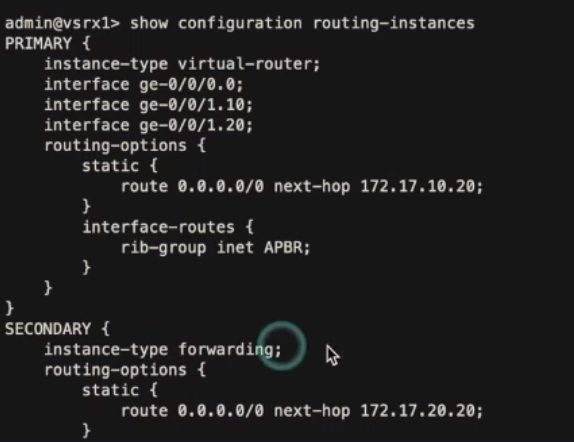 admin@vsrx1> show configuration routing-instances
PRIMARY {
    instance-type virtual-router;
    interface ge-0/0/0.0;
    interface ge-0/0/1.10;
    interface ge-0/0/1.20;
    routing-options {
        static {
            route 0.0.0.0/0 next-hop 172.17.10.20;
        }
        interface-routes {
            rib-group inet APBR;
        }
    }
}
SECONDARY {
    instance-type forwarding;
    routing-options {
        static {
            route 0.0.0.0/0 next-hop 172.17.20.20;
        }